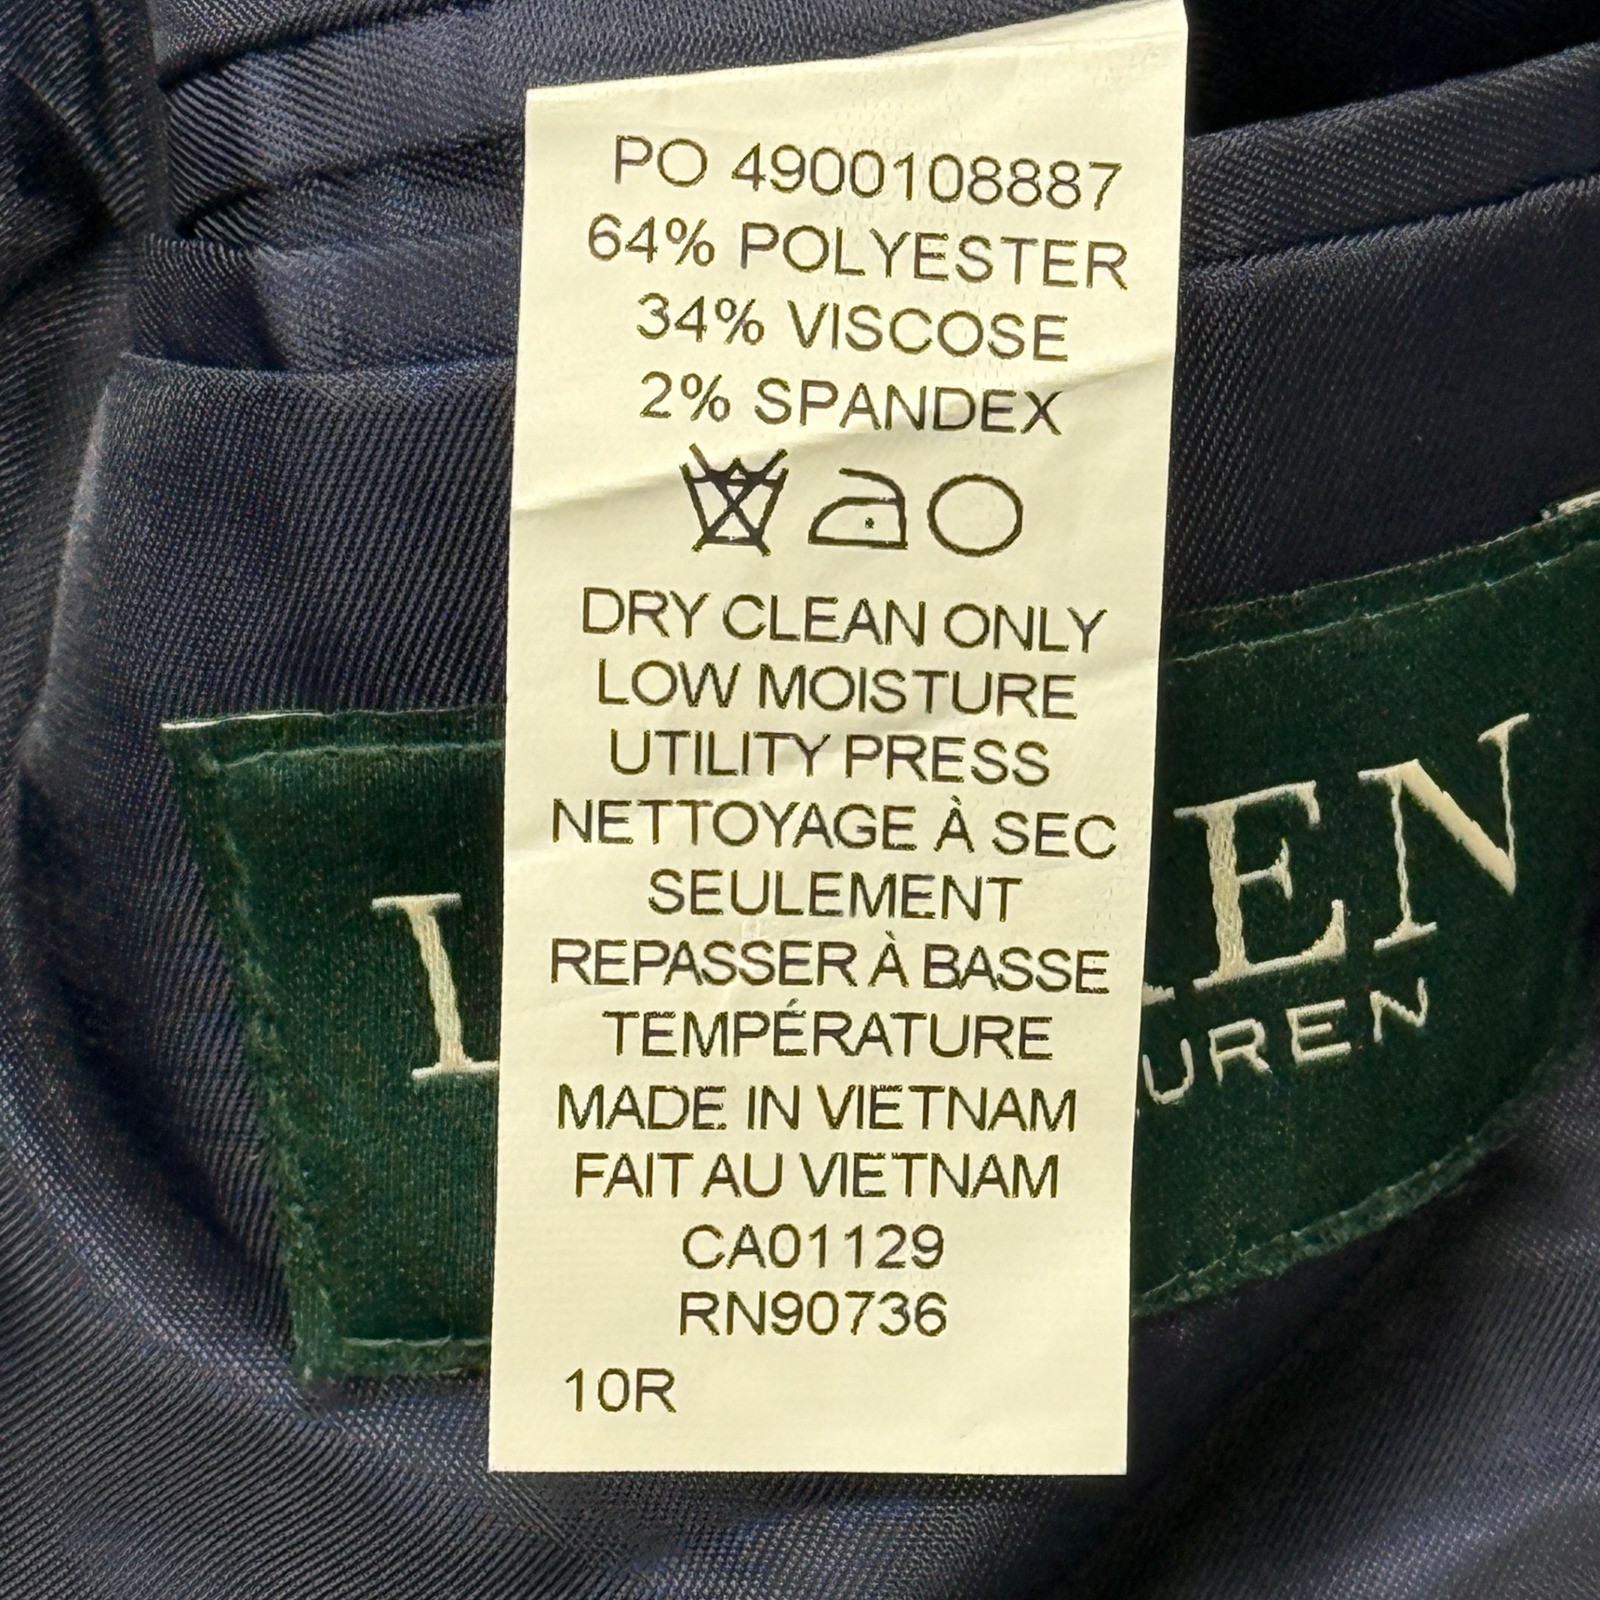 PO 4900108887
64% POLYESTER
34% VISCOSE
2% SPANDEX
DRY CLEAN ONLY
LOW MOISTURE
UTILITY PRESS
NETTOYAGE À SEC
SEULEMENT
REPASSER À BASSE
TEMPÉRATURE
MADE IN VIETNAM
FAIT AU VIETNAM
CA01129
RN90736
10R